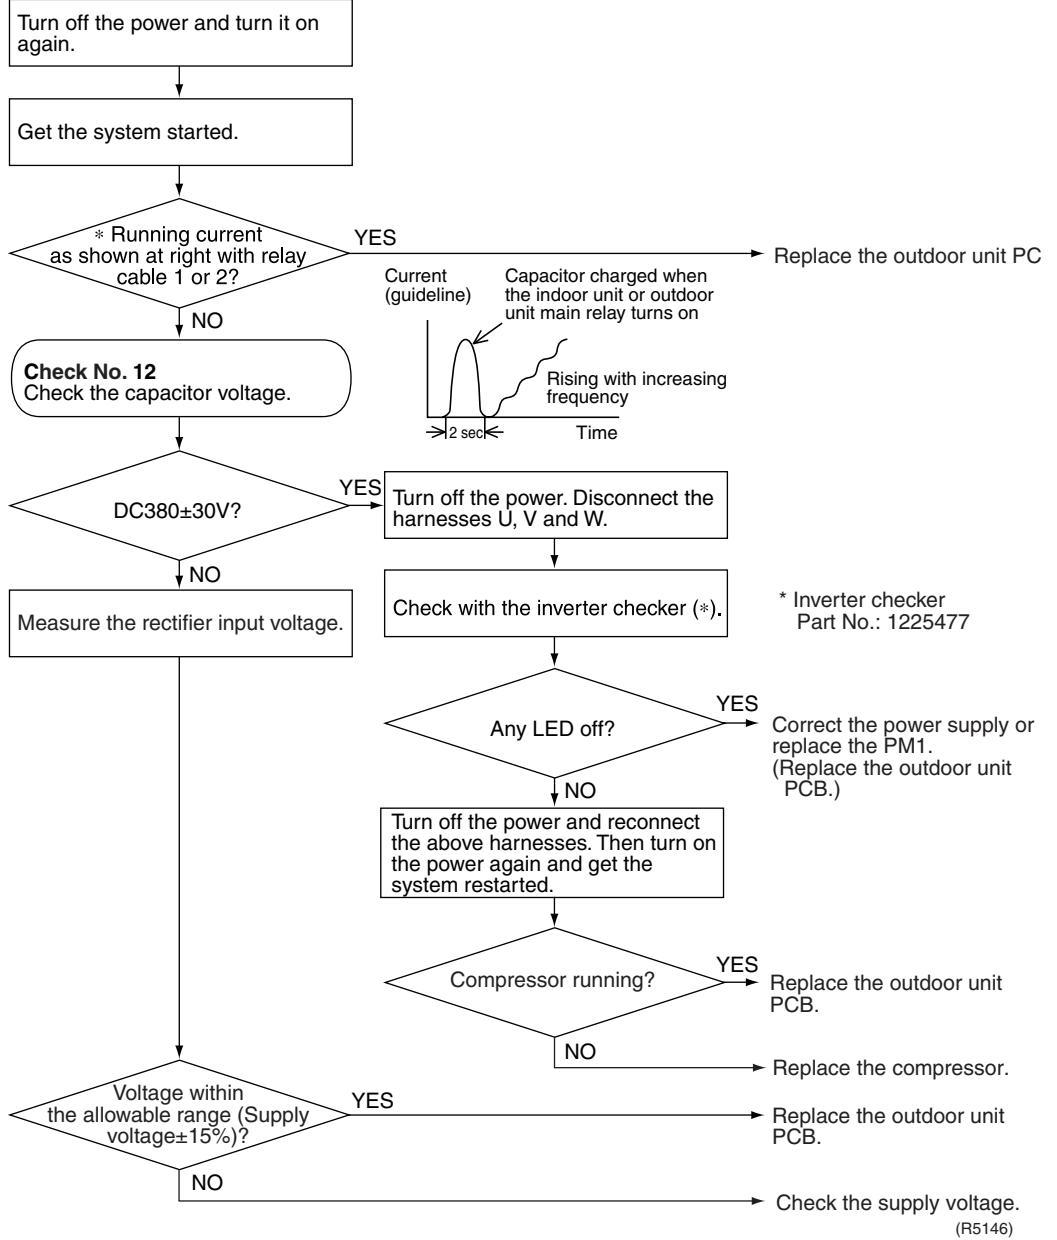 Turn off the power and turn it on
again.
Get the system started.
* Running current
as shown at right with relay
cable 1 or 2?
YES
Replace the outdoor unit PC
NO
Current
(guideline)
Capacitor charged when
the indoor unit or outdoor
unit main relay turns on
Rising with increasing
frequency
2 sec
Time
Check No. 12
Check the capacitor voltage.
DC380±30V?
YES
Turn off the power. Disconnect the
harnesses U, V and W.
NO
Measure the rectifier input voltage.
Check with the inverter checker (*).
* Inverter checker
Part No.: 1225477
Any LED off?
YES
Correct the power supply or
replace the PM1.
(Replace the outdoor unit
PCB.)
NO
Turn off the power and reconnect
the above harnesses. Then turn on
the power again and get the
system restarted.
Compressor running?
YES
Replace the outdoor unit
PCB.
NO
Replace the compressor.
Voltage within
the allowable range (Supply
voltage±15%)?
YES
Replace the outdoor unit
PCB.
NO
Check the supply voltage.
(R5146)